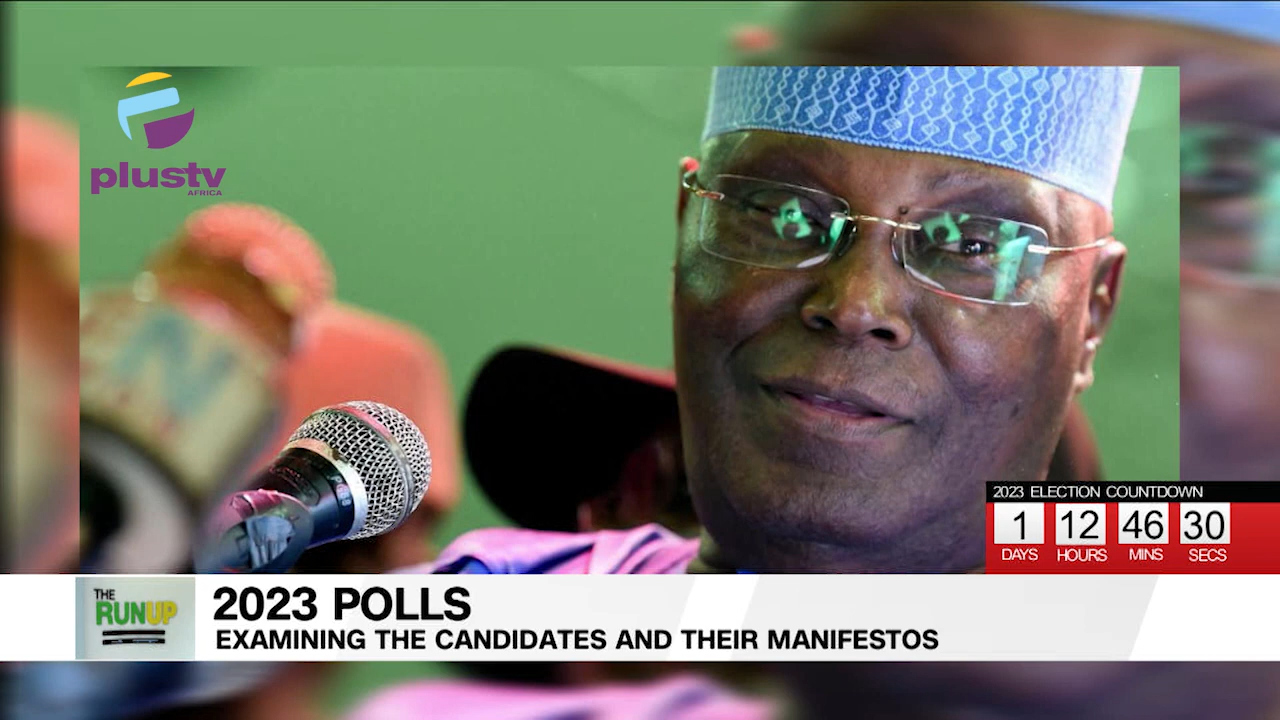 plustv
AFRICA
N
2023 ELECTION COUNTDOWN
1 12 46 30
DAYS HOURS MINS SECS
THE
RUNUP
2023 POLLS
EXAMINING THE CANDIDATES AND THEIR MANIFESTOS